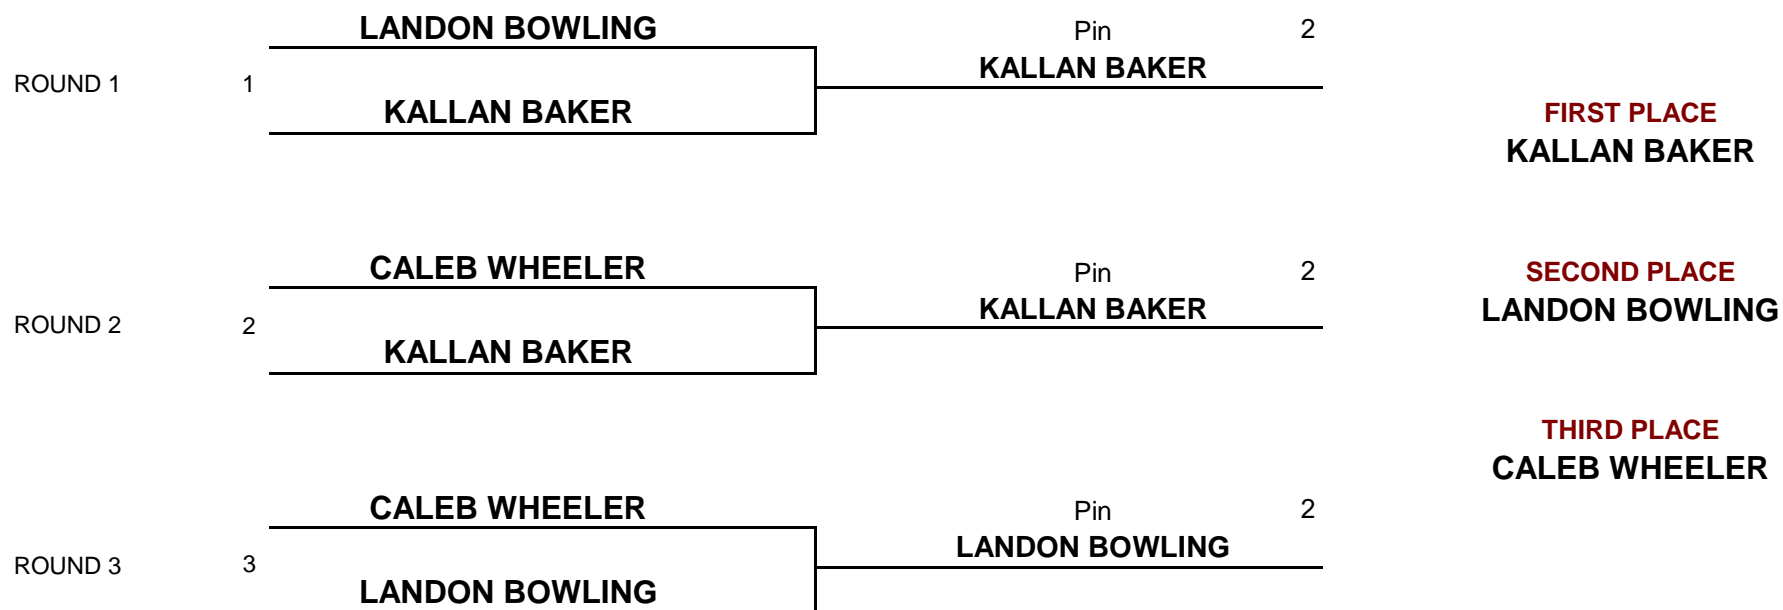 LANDON BOWLING
Pin 2
KALLAN BAKER
ROUND 1 1
KALLAN BAKER
FIRST PLACE
KALLAN BAKER
CALEB WHEELER
Pin 2
SECOND PLACE
KALLAN BAKER
LANDON BOWLING
ROUND 2 2
KALLAN BAKER
THIRD PLACE
CALEB WHEELER
CALEB WHEELER
Pin 2
LANDON BOWLING
ROUND 3 3
LANDON BOWLING